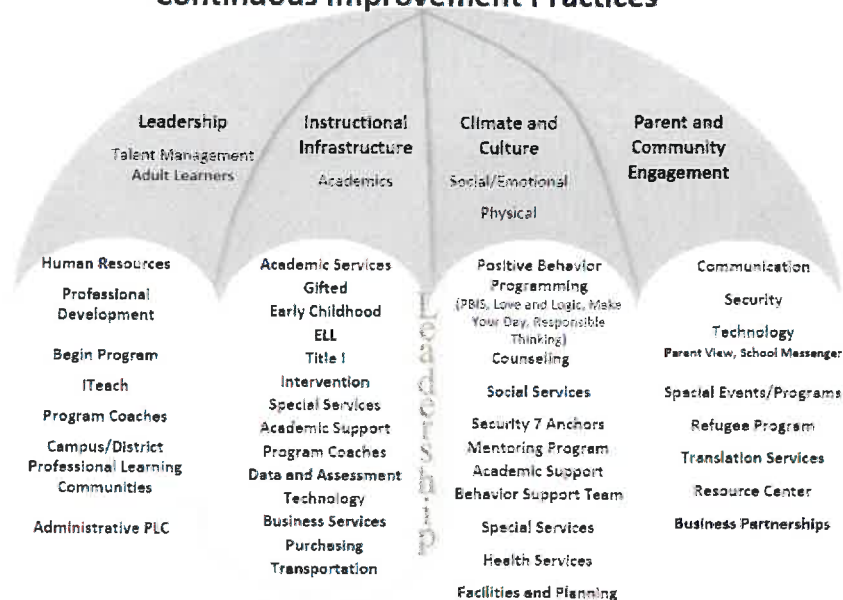 Continuous Improvement Practices
Leadership
Talent Management
Adult Learners
Instructional
Infrastructure
Academics
Climate and
Culture
Social/Emotional
Physical
Parent and
Community
Engagement
Human Resources
Professional
Development
Begin Program
ITeach
Program Coaches
Campus/District
Professional Learning
Communities
Administrative PLC
Academic Services
Gifted
Early Childhood
ELL
Title I
Intervention
Special Services
Academic Support
Program Coaches
Data and Assessment
Technology
Business Services
Purchasing
Transportation
Leadership
Positive Behavior
Programming
(PBIS, Love and Logic, Make
Your Day, Responsible
Thinking)
Counseling
Social Services
Security 7 Anchors
Mentoring Program
Academic Support
Behavior Support Team
Special Services
Health Services
Facilities and Planning
Communication
Security
Technology
Parent View, School Messenger
Special Events/Programs
Refugee Program
Translation Services
Resource Center
Business Partnerships